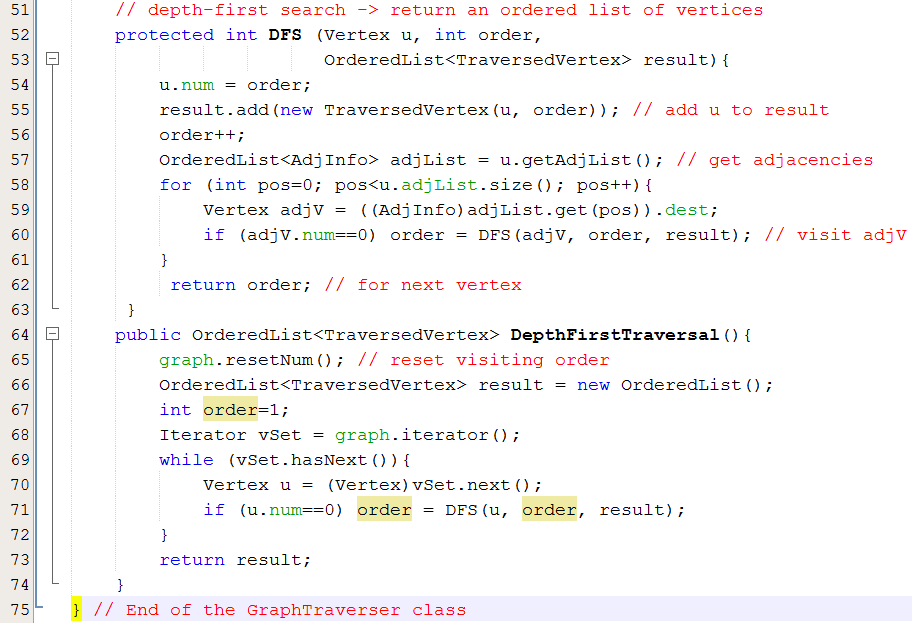 51 // depth-first search -> return an ordered list of vertices
52 protected int DFS (Vertex u, int order,
53 OrderedList<TraversedVertex> result){
54 u.num = order;
55 result.add(new TraversedVertex(u, order)); // add u to result
56 order++;
57 OrderedList<AdjInfo> adjList = u.getAdjList(); // get adjacencies
58 for (int pos=0; pos<u.adjList.size(); pos++){
59 Vertex adjV = ((AdjInfo)adjList.get(pos)).dest;
60 if (adjV.num==0) order = DFS(adjV, order, result); // visit adjV
61 }
62 return order; // for next vertex
63 }
64 public OrderedList<TraversedVertex> DepthFirstTraversal(){
65 graph.resetNum(); // reset visiting order
66 OrderedList<TraversedVertex> result = new OrderedList();
67 int order=1;
68 Iterator vSet = graph.iterator();
69 while (vSet.hasNext()){
70 Vertex u = (Vertex)vSet.next();
71 if (u.num==0) order = DFS(u, order, result);
72 }
73 return result;
74 }
75 } // End of the GraphTraverser class